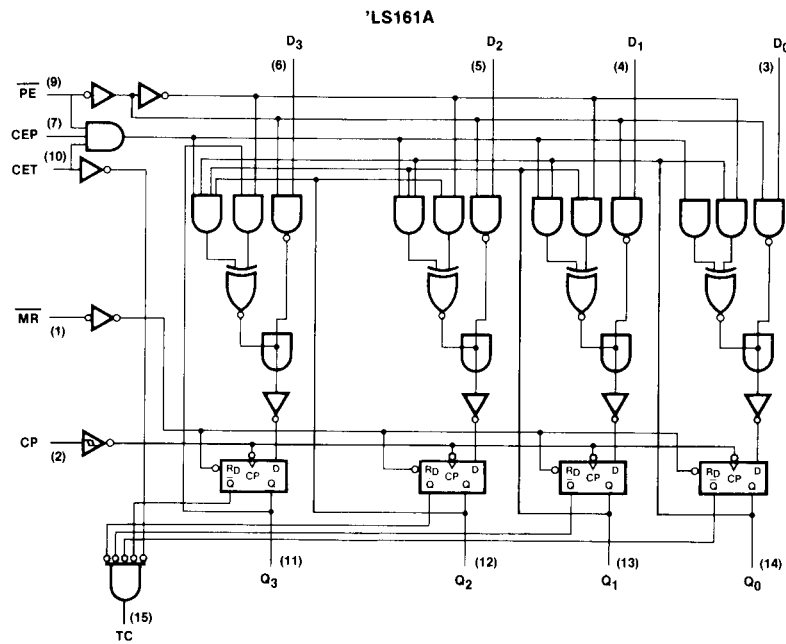 'LS161A
D3 D2 D1 D0
(6) (5) (4) (3)
PE (9)
(7)
CEP
(10)
CET
MR
(1)
CP
(2)
RD CP D
Q Q
RD CP D
Q Q
RD CP D
Q Q
RD CP D
Q Q
(11) (12) (13) (14)
Q3 Q2 Q1 Q0
(15)
TC